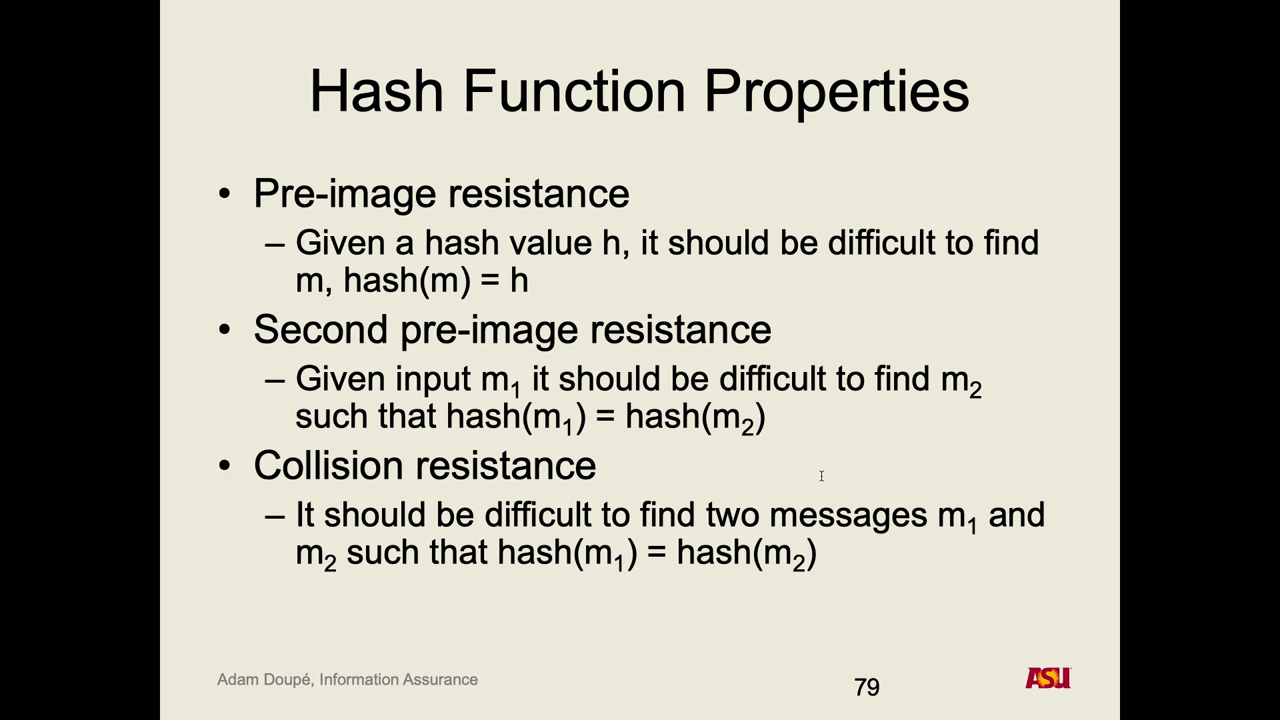 Hash Function Properties
• Pre-image resistance
– Given a hash value h, it should be difficult to find
m, hash(m) = h
• Second pre-image resistance
– Given input m₁ it should be difficult to find m₂
such that hash(m₁) = hash(m₂)
• Collision resistance
– It should be difficult to find two messages m₁ and
m₂ such that hash(m₁) = hash(m₂)
Adam Doupé, Information Assurance
79
ASU